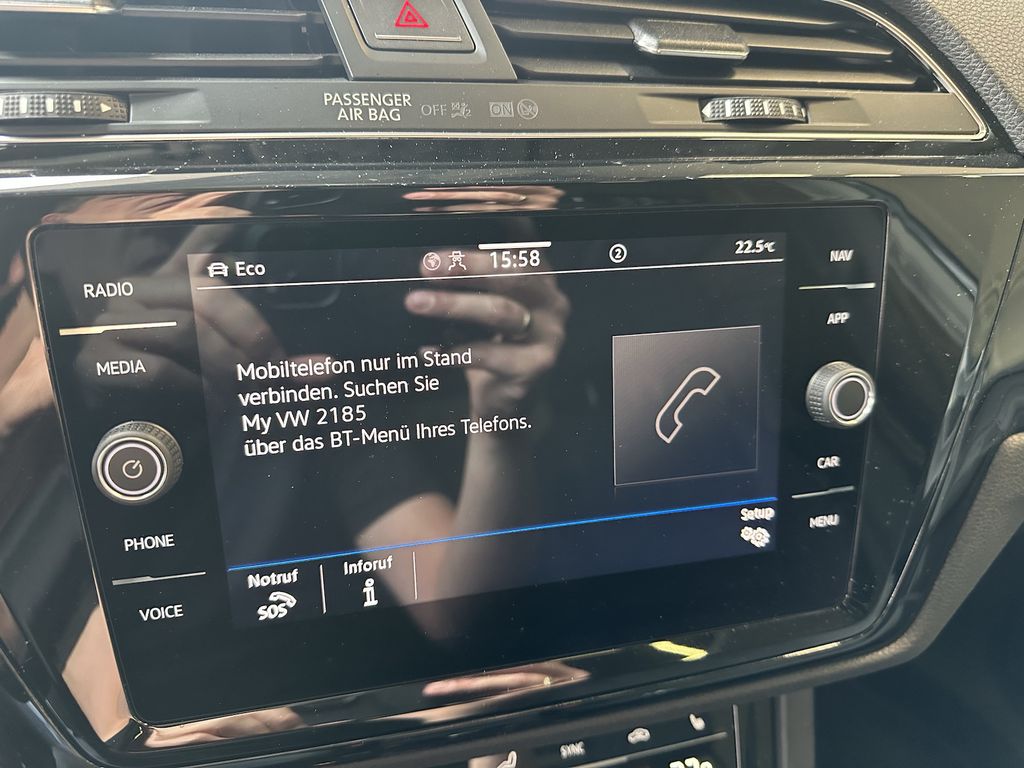 PASSENGER
AIR BAG OFF ON
Eco 15:58 2 22.5°C
RADIO
MEDIA
PHONE
VOICE
Mobiltelefon nur im Stand
verbinden. Suchen Sie
My VW 2185
über das BT-Menü Ihres Telefons.
Notruf
SOS
Inforuf
i
Setup
NAV
APP
CAR
MENU
SYNC